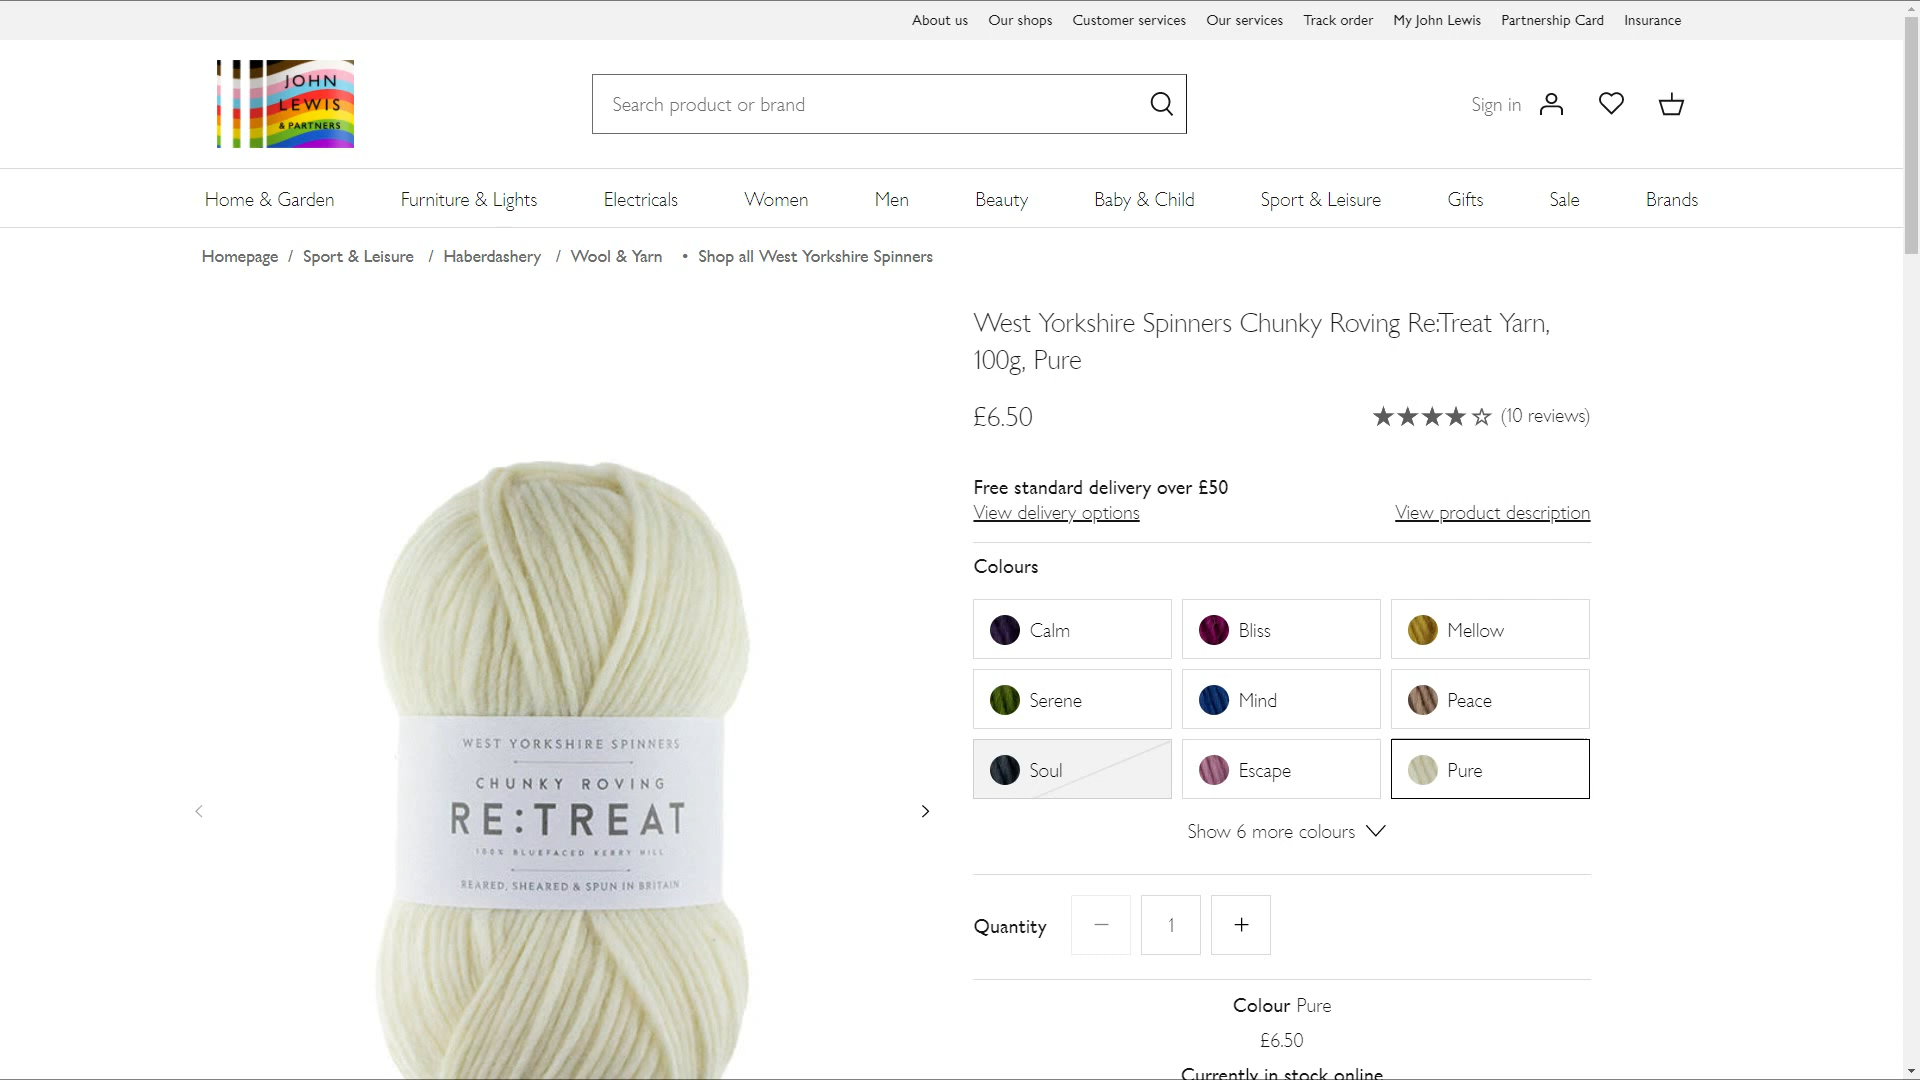 About us Our shops Customer services Our services Track order My John Lewis Partnership Card Insurance
JOHN
LEWIS
& PARTNERS
Search product or brand
Sign in
Home & Garden Furniture & Lights Electricals Women Men Beauty Baby & Child Sport & Leisure Gifts Sale Brands
Homepage / Sport & Leisure / Haberdashery / Wool & Yarn • Shop all West Yorkshire Spinners
West Yorkshire Spinners Chunky Roving Re:Treat Yarn,
100g, Pure
£6.50
(10 reviews)
Free standard delivery over £50
View delivery options
View product description
Colours
Calm
Bliss
Mellow
Serene
Mind
Peace
Soul
Escape
Pure
Show 6 more colours
Quantity
1
Colour Pure
£6.50
Currently in stock online
WEST YORKSHIRE SPINNERS
CHUNKY ROVING
RE:TREAT
100% BLUEFACED KERRY HILL
REARED, SHEARED & SPUN IN BRITAIN